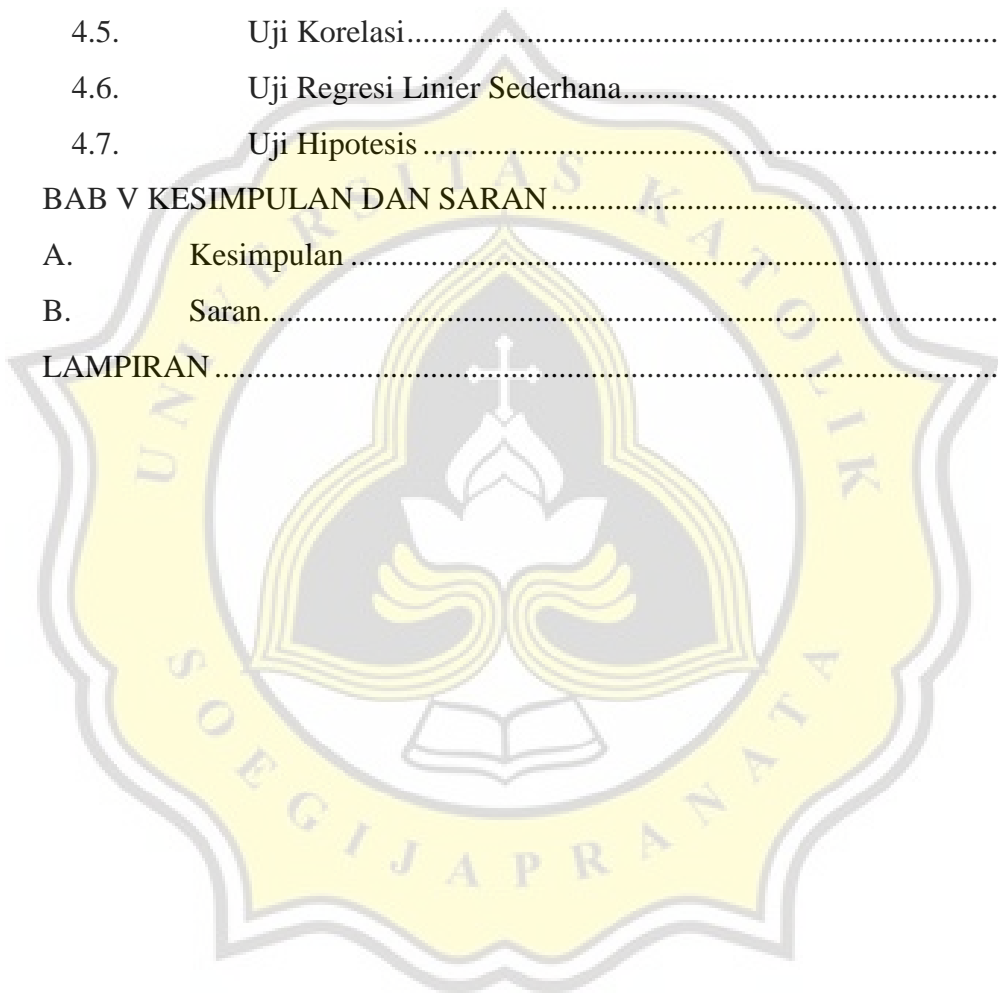 4.5. Uji Korelasi........................................................................
4.6. Uji Regresi Linier Sederhana.............................................
4.7. Uji Hipotesis......................................................................
BAB V KESIMPULAN DAN SARAN.....................................................
A. Kesimpulan................................................................................
B. Saran...........................................................................................
LAMPIRAN..................................................................................................
UNIVERSITAS KATOLIK
SOEGIJAPRANATA